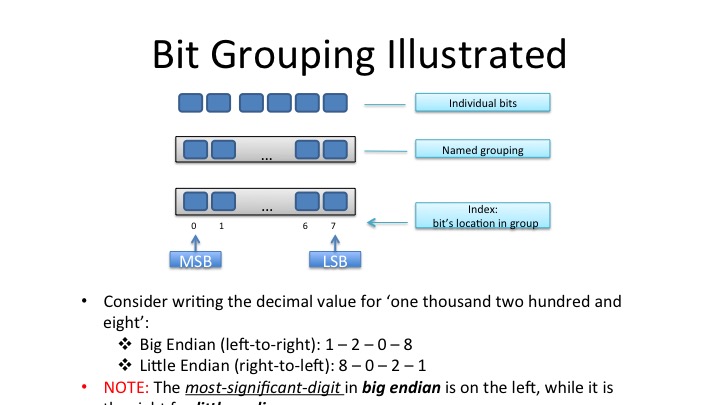 Bit Grouping Illustrated
Individual bits
...
Named grouping
...
Index:
bit's location in group
0 1 6 7
MSB LSB
• Consider writing the decimal value for ‘one thousand two hundred and
eight’:
❖ Big Endian (left-to-right): 1 – 2 – 0 – 8
❖ Little Endian (right-to-left): 8 – 0 – 2 – 1
• NOTE: The most-significant-digit in big endian is on the left, while it is